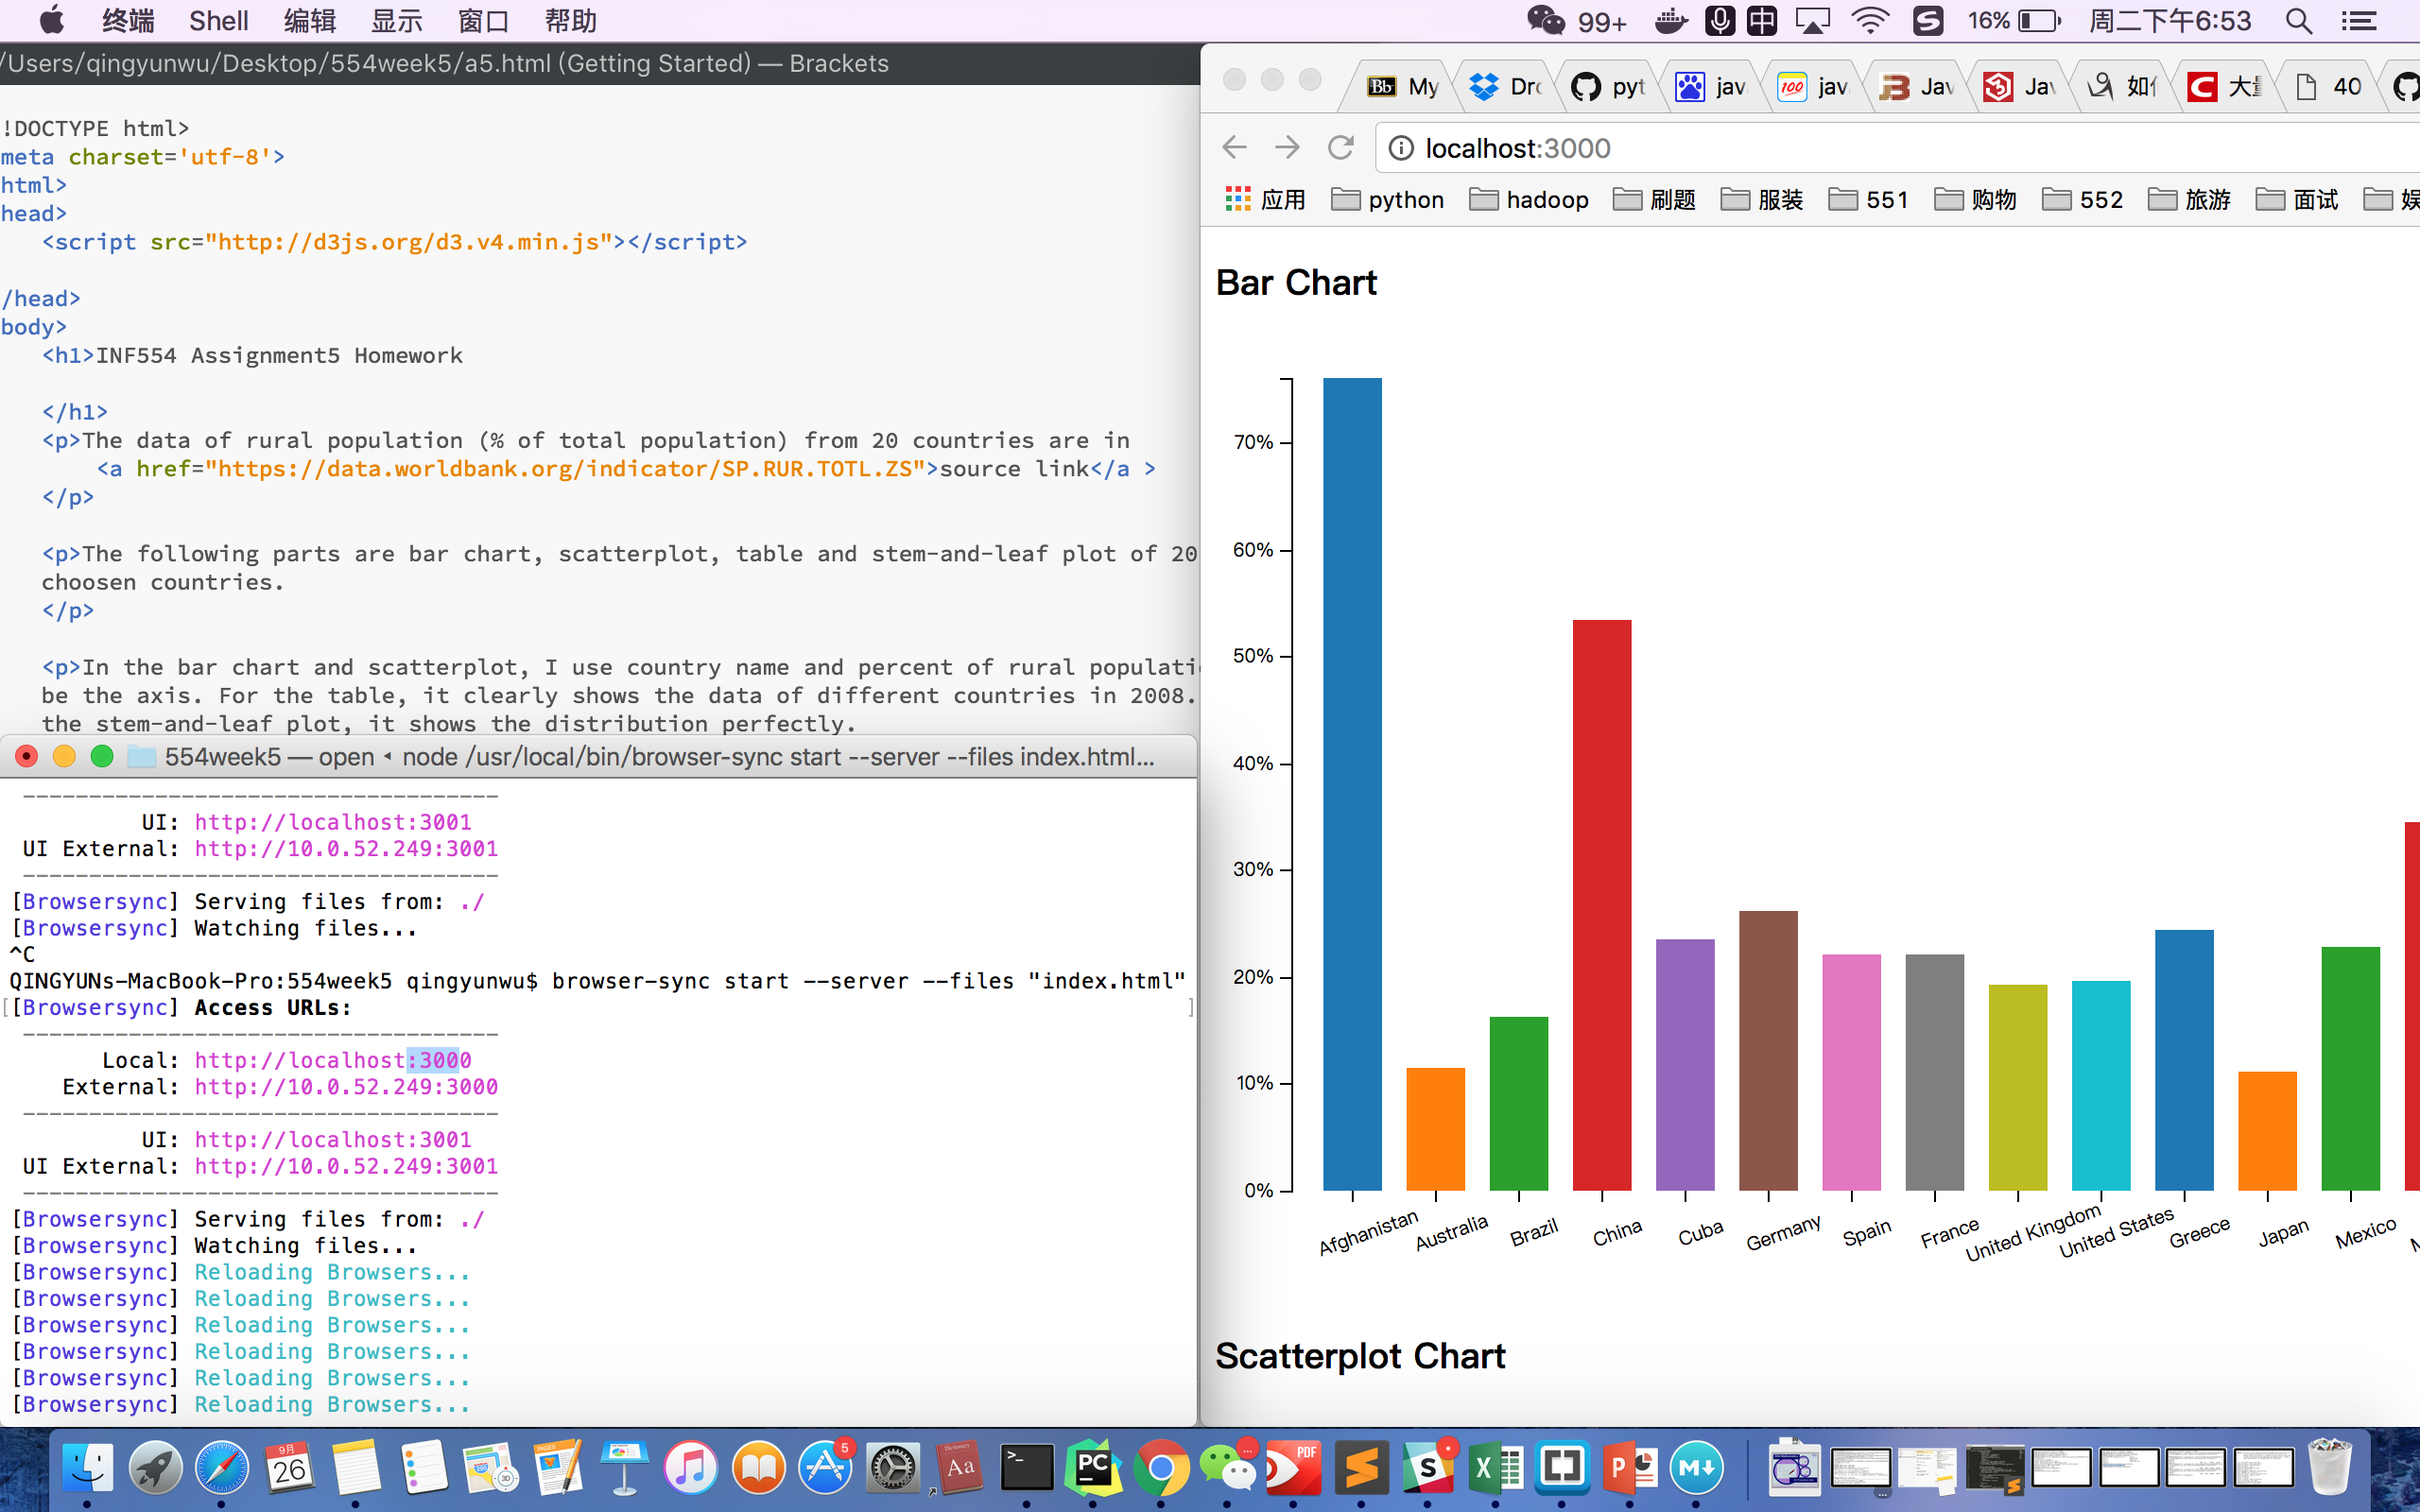 终端 Shell 编辑 显示 窗口 帮助 99+ 中 16% 周二下午6:53
/Users/qingyunwu/Desktop/554week5/a5.html (Getting Started) — Brackets
!DOCTYPE html>
meta charset='utf-8'>
html>
head>
<script src="http://d3js.org/d3.v4.min.js"></script>
/head>
body>
<h1>INF554 Assignment5 Homework
</h1>
<p>The data of rural population (% of total population) from 20 countries are in
<a href="https://data.worldbank.org/indicator/SP.RUR.TOTL.ZS">source link</a >
</p>
<p>The following parts are bar chart, scatterplot, table and stem-and-leaf plot of 20
choosen countries.
</p>
<p>In the bar chart and scatterplot, I use country name and percent of rural populati
be the axis. For the table, it clearly shows the data of different countries in 2008.
the stem-and-leaf plot, it shows the distribution perfectly.
554week5 — open ◂ node /usr/local/bin/browser-sync start --server --files index.html...
UI: http://localhost:3001
UI External: http://10.0.52.249:3001
[Browsersync] Serving files from: ./
[Browsersync] Watching files...
^C
QINGYUNs-MacBook-Pro:554week5 qingyunwu$ browser-sync start --server --files "index.html"
[[Browsersync] Access URLs: ]
Local: http://localhost:3000
External: http://10.0.52.249:3000
UI: http://localhost:3001
UI External: http://10.0.52.249:3001
[Browsersync] Serving files from: ./
[Browsersync] Watching files...
[Browsersync] Reloading Browsers...
[Browsersync] Reloading Browsers...
[Browsersync] Reloading Browsers...
[Browsersync] Reloading Browsers...
[Browsersync] Reloading Browsers...
[Browsersync] Reloading Browsers...
Bb My Dro pyt jav 100 jav Jav Jav 如 C 大 40
localhost:3000
应用 python hadoop 刷题 服装 551 购物 552 旅游 面试 娱
Bar Chart
70%
60%
50%
40%
30%
20%
10%
0%
Afghanistan Australia Brazil China Cuba Germany Spain France United Kingdom United States Greece Japan Mexico
Scatterplot Chart
9月 26 PAGES 3D 5 Dictionary Aa >_ PC PDF S X P M